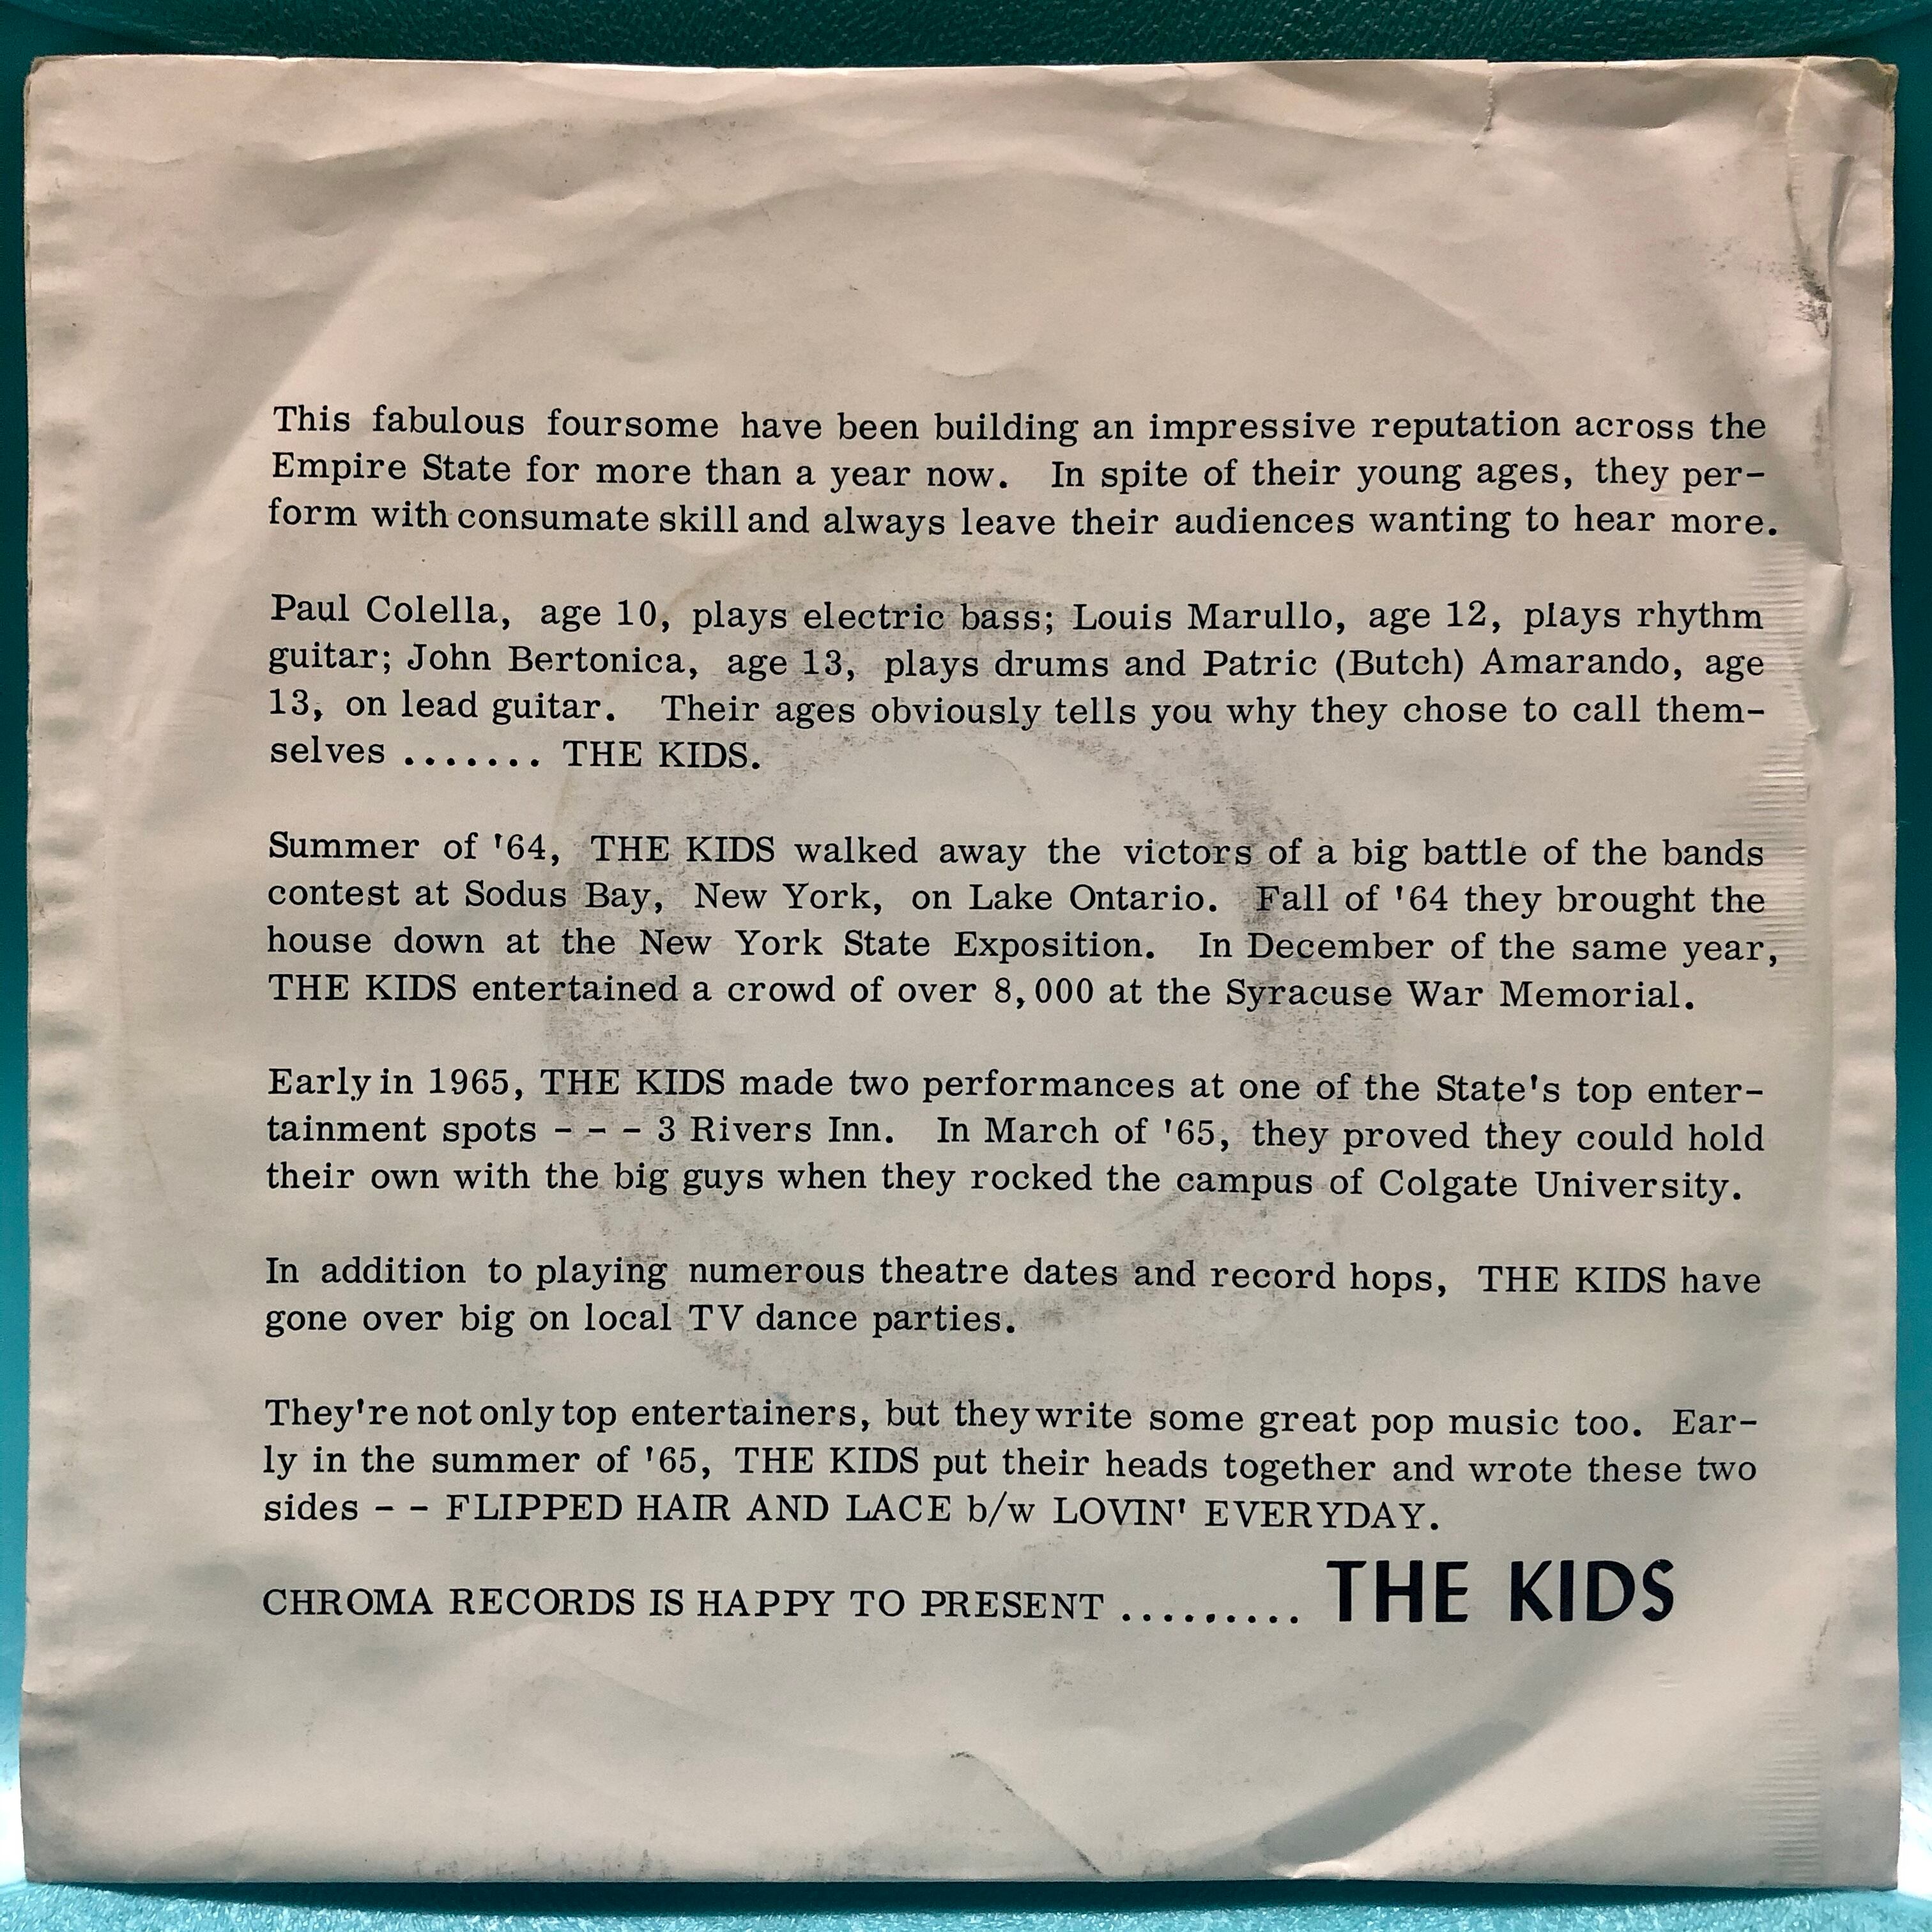 This fabulous foursome have been building an impressive reputation across the
Empire State for more than a year now. In spite of their young ages, they per-
form with consumate skill and always leave their audiences wanting to hear more.
Paul Colella, age 10, plays electric bass; Louis Marullo, age 12, plays rhythm
guitar; John Bertonica, age 13, plays drums and Patric (Butch) Amarando, age
13, on lead guitar. Their ages obviously tells you why they chose to call them-
selves ....... THE KIDS.
Summer of '64, THE KIDS walked away the victors of a big battle of the bands
contest at Sodus Bay, New York, on Lake Ontario. Fall of '64 they brought the
house down at the New York State Exposition. In December of the same year,
THE KIDS entertained a crowd of over 8,000 at the Syracuse War Memorial.
Early in 1965, THE KIDS made two performances at one of the State's top enter-
tainment spots - - - 3 Rivers Inn. In March of '65, they proved they could hold
their own with the big guys when they rocked the campus of Colgate University.
In addition to playing numerous theatre dates and record hops, THE KIDS have
gone over big on local TV dance parties.
They're not only top entertainers, but they write some great pop music too. Ear-
ly in the summer of '65, THE KIDS put their heads together and wrote these two
sides - - FLIPPED HAIR AND LACE b/w LOVIN' EVERYDAY.
CHROMA RECORDS IS HAPPY TO PRESENT ......... THE KIDS